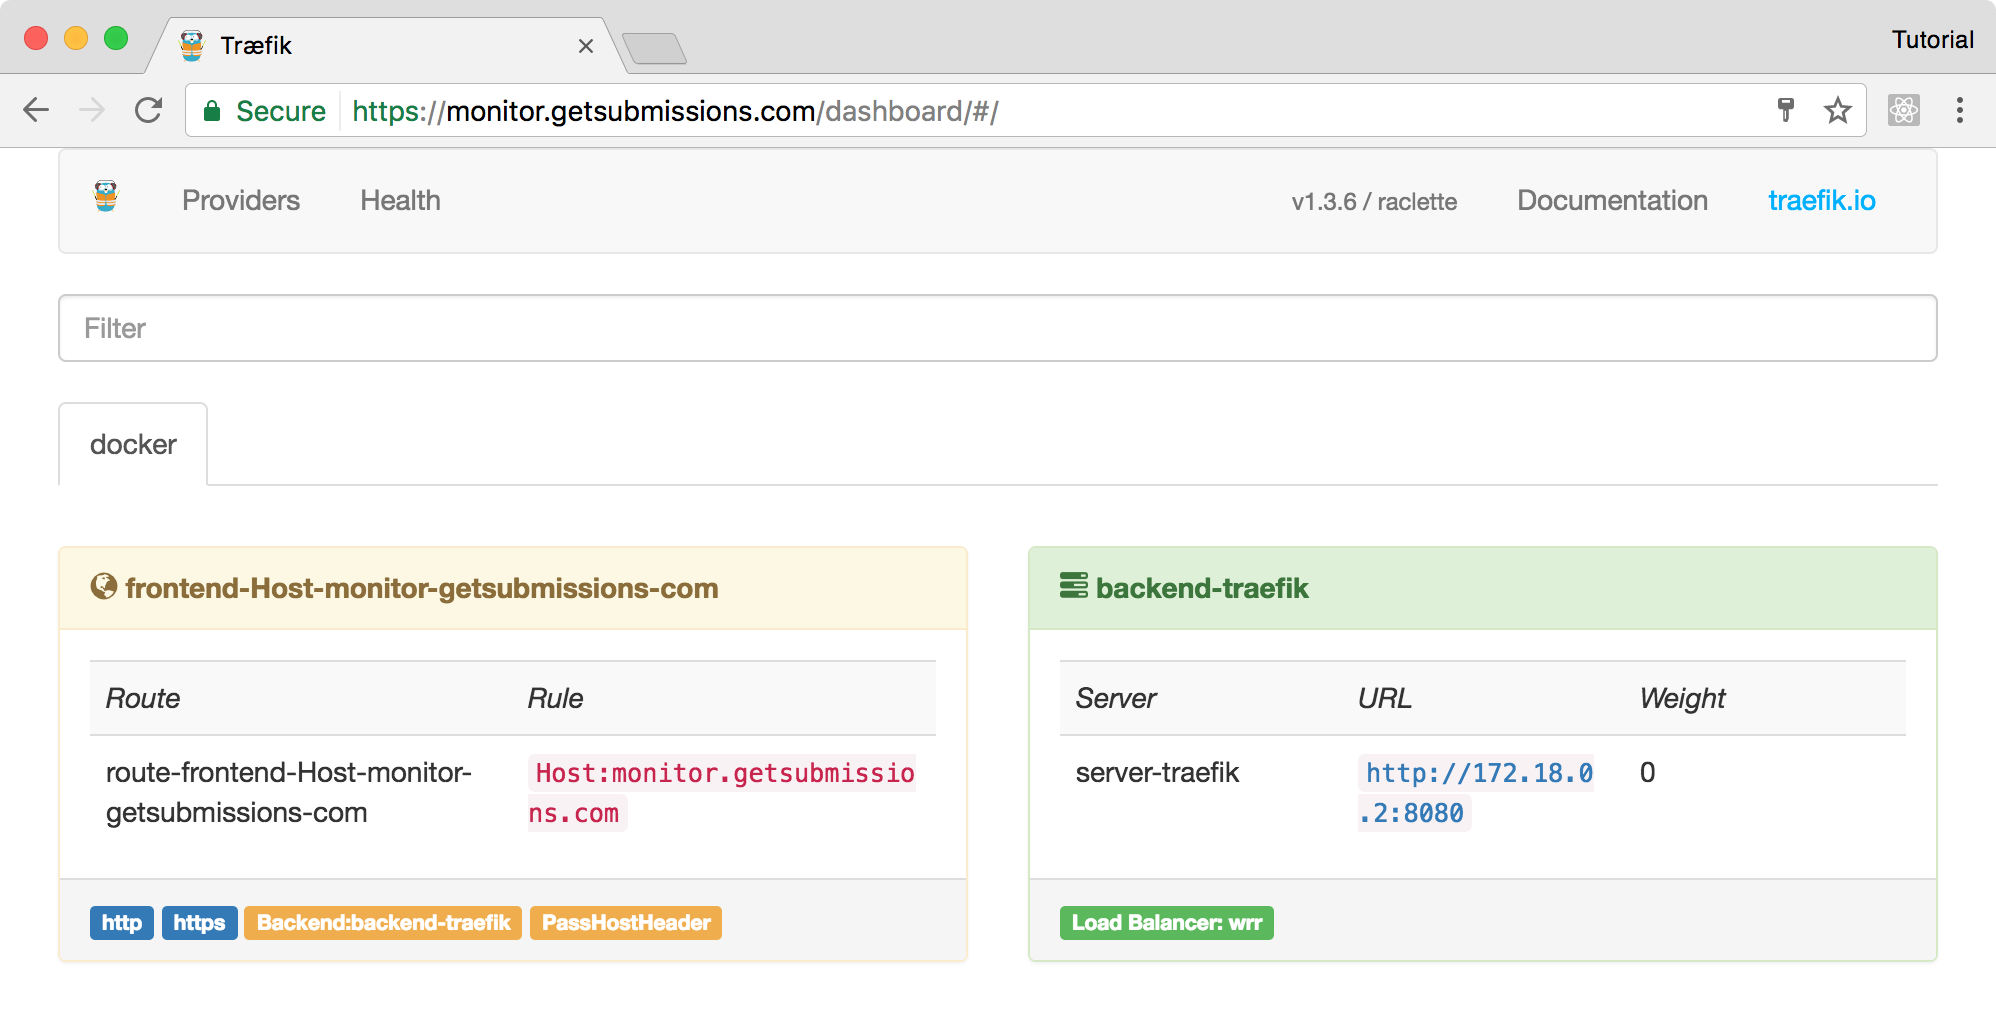 Træfik
Tutorial
Secure https://monitor.getsubmissions.com/dashboard/#/
Providers Health v1.3.6 / raclette Documentation traefik.io
Filter
docker
frontend-Host-monitor-getsubmissions-com
Route Rule
route-frontend-Host-monitor-
getsubmissions-com
Host:monitor.getsubmissio
ns.com
http https Backend:backend-traefik PassHostHeader
backend-traefik
Server URL Weight
server-traefik
http://172.18.0
.2:8080
0
Load Balancer: wrr